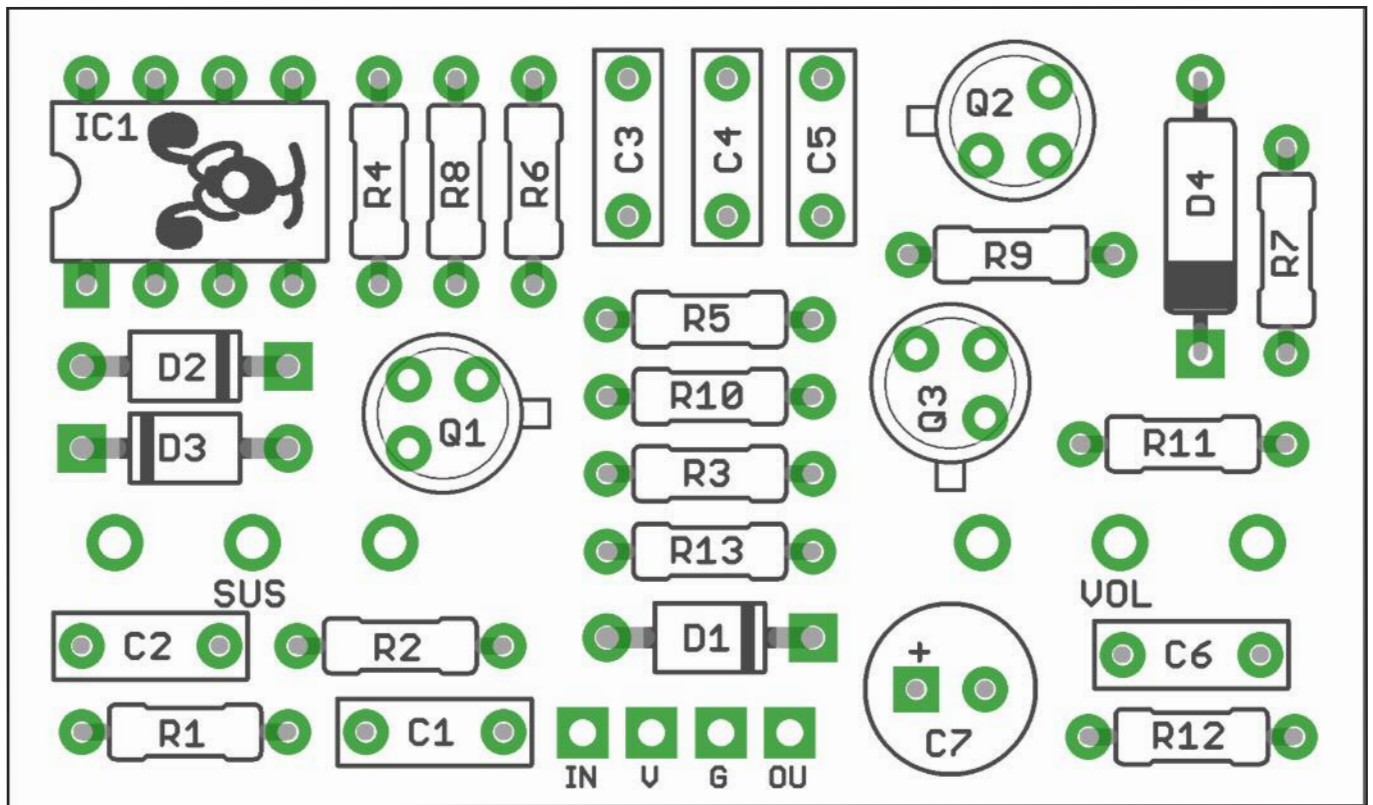 IC1
R4
R8
R6
C3
C4
C5
Q2
D4
R7
R9
R5
D2
R10
Q1
Q3
D3
R3
R11
R13
SUS
VOL
C2
R2
D1
+
C6
R1
C1
C7
R12
IN V G OU